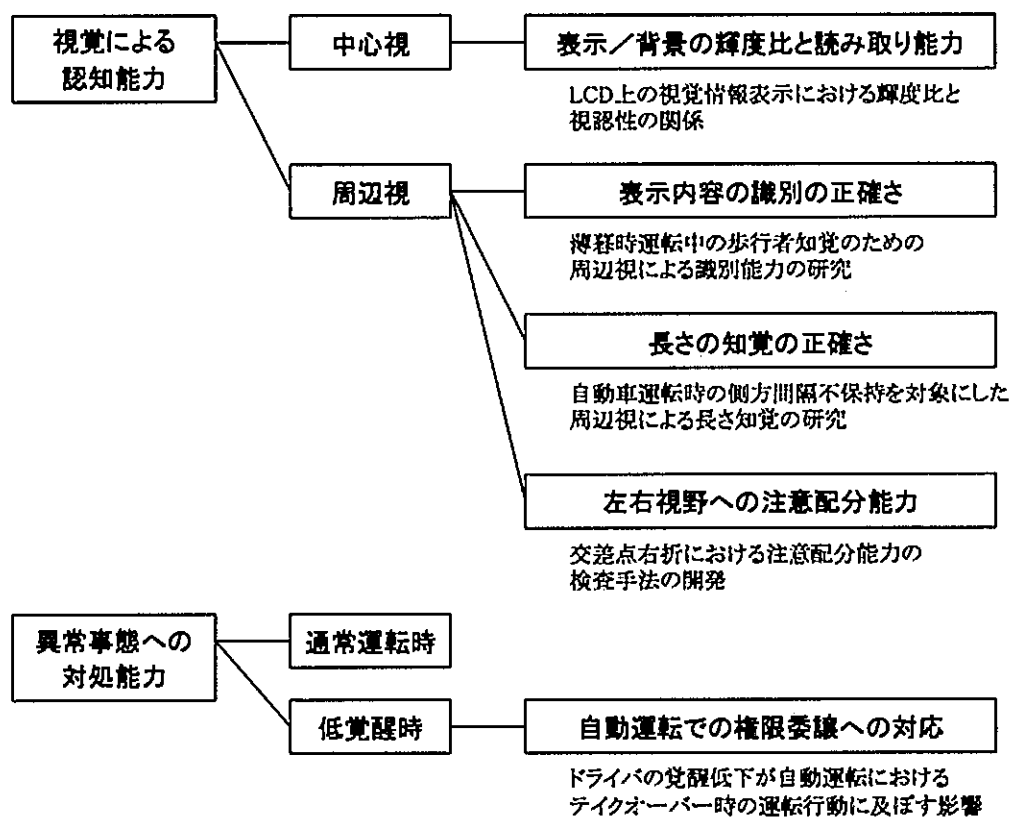 視覚による
認知能力
中心視
表示／背景の輝度比と読み取り能力
LCD上の視覚情報表示における輝度比と
視認性の関係
周辺視
表示内容の識別の正確さ
薄暮時運転中の歩行者知覚のための
周辺視による識別能力の研究
長さの知覚の正確さ
自動車運転時の側方間隔不保持を対象にした
周辺視による長さ知覚の研究
左右視野への注意配分能力
交差点右折における注意配分能力の
検査手法の開発
異常事態への
対処能力
通常運転時
低覚醒時
自動運転での権限委譲への対応
ドライバの覚醒低下が自動運転における
テイクオーバー時の運転行動に及ぼす影響